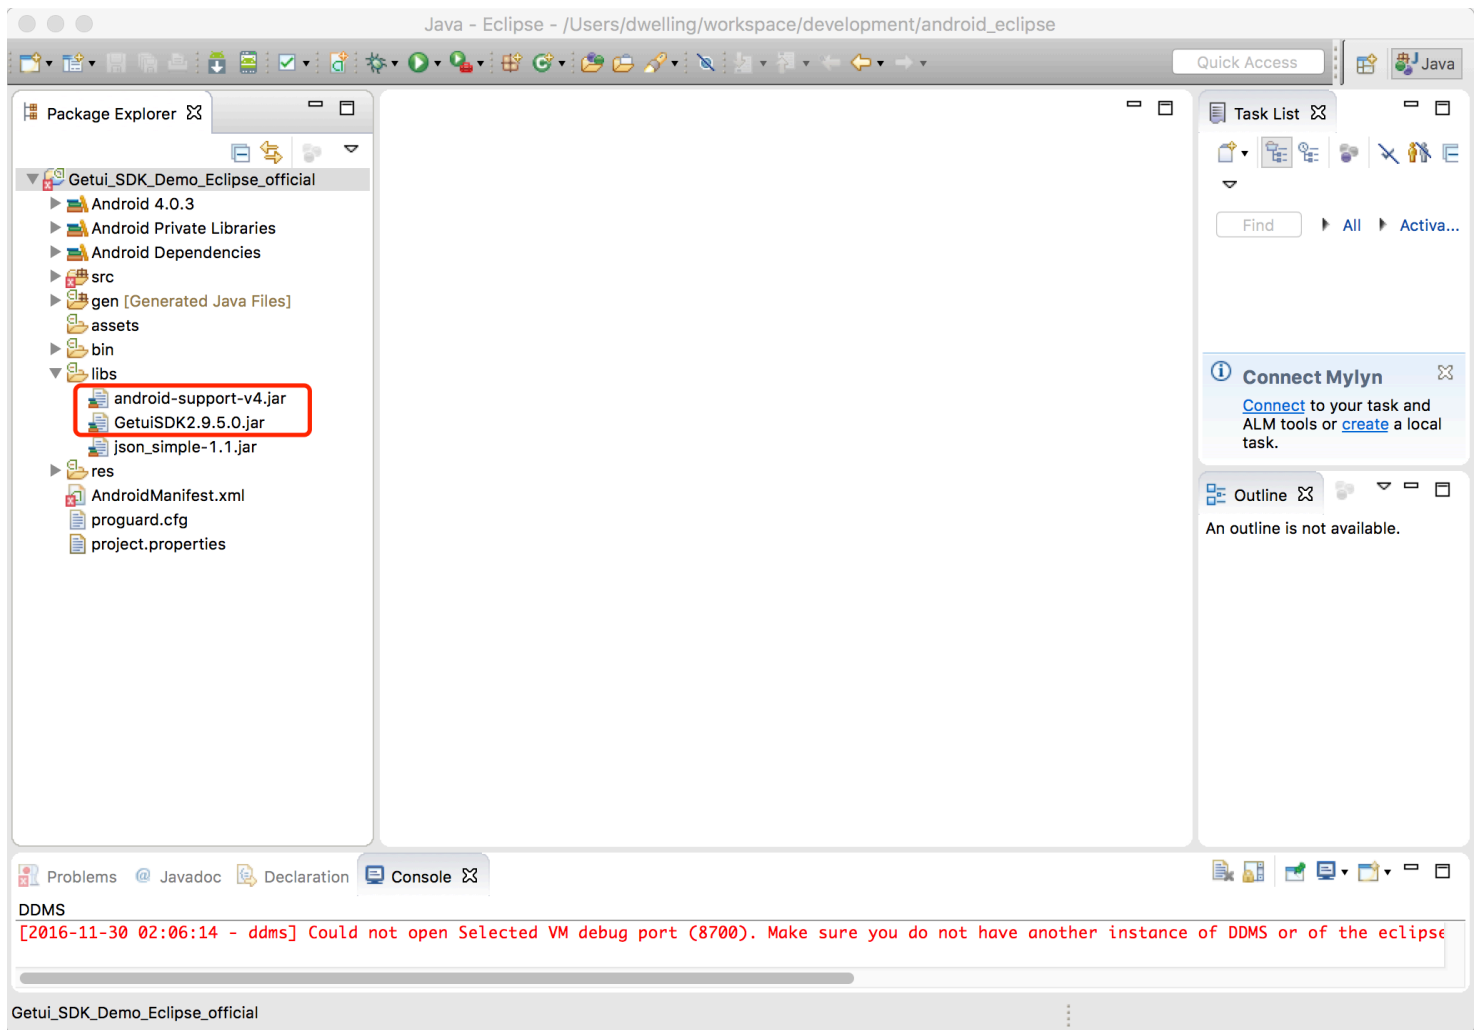 Java - Eclipse - /Users/dwelling/workspace/development/android_eclipse
Quick Access
Java
Package Explorer
Getui_SDK_Demo_Eclipse_official
Android 4.0.3
Android Private Libraries
Android Dependencies
src
gen [Generated Java Files]
assets
bin
libs
android-support-v4.jar
GetuiSDK2.9.5.0.jar
json_simple-1.1.jar
res
AndroidManifest.xml
proguard.cfg
project.properties
Task List
Find
All
Activa...
Connect Mylyn
Connect to your task and
ALM tools or create a local
task.
Outline
An outline is not available.
Problems
Javadoc
Declaration
Console
DDMS
[2016-11-30 02:06:14 - ddms] Could not open Selected VM debug port (8700). Make sure you do not have another instance of DDMS or of the eclipse
Getui_SDK_Demo_Eclipse_official